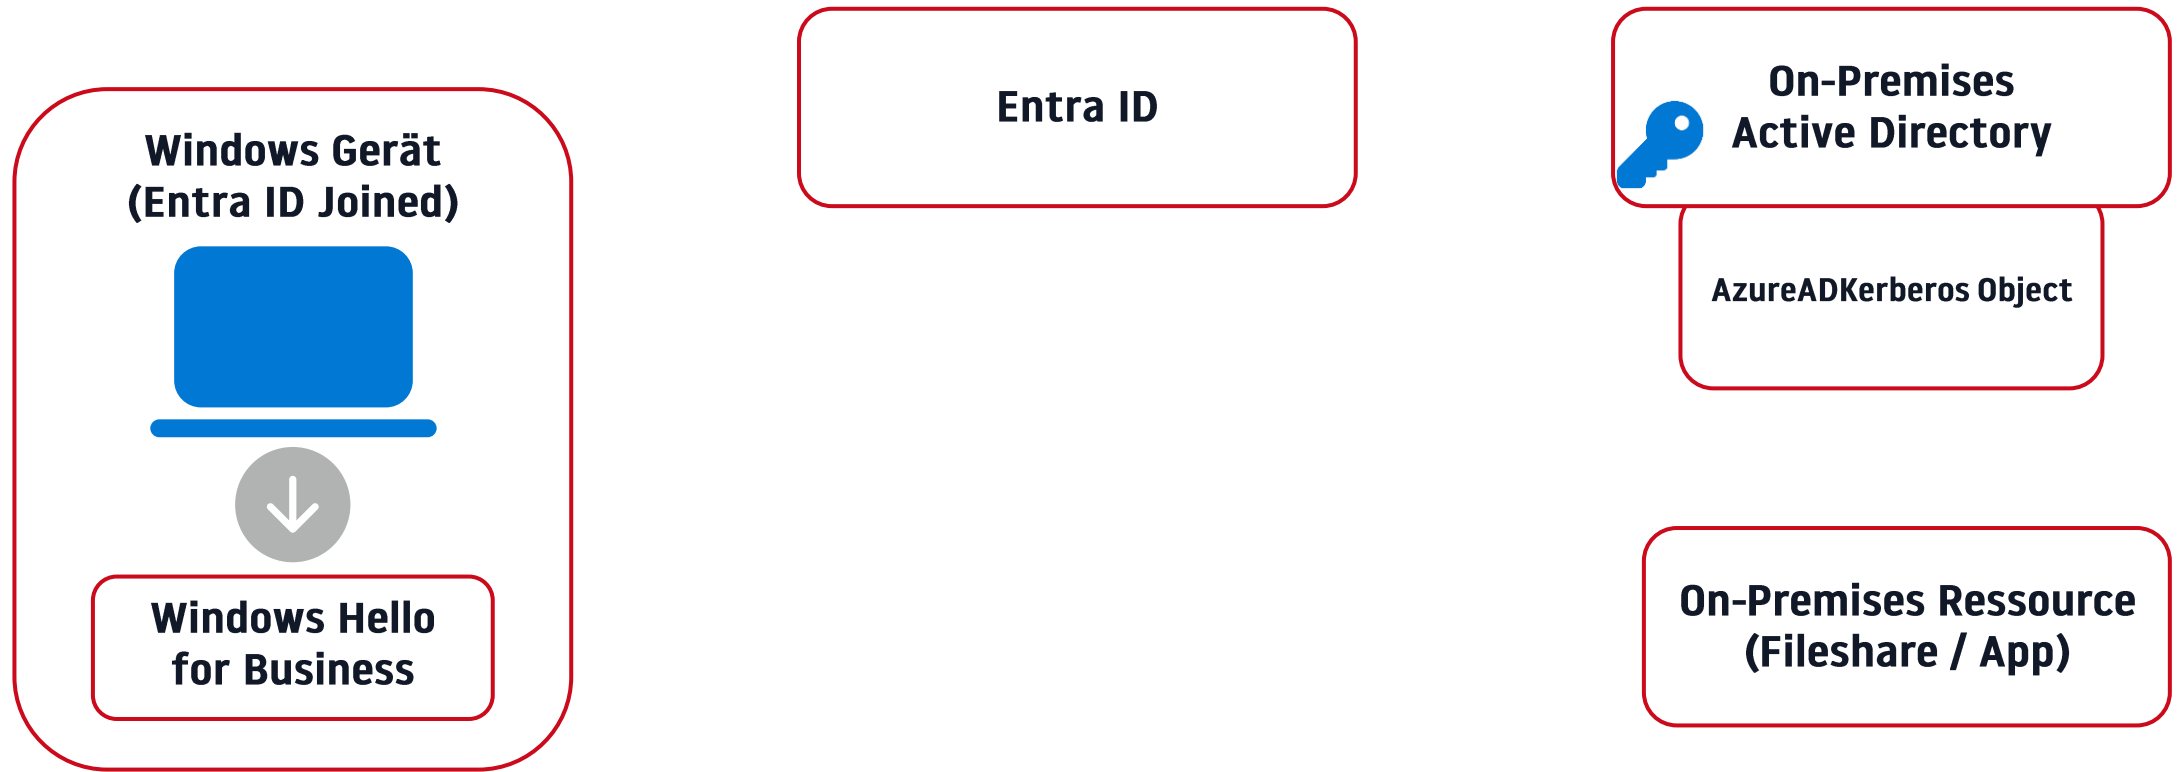 Windows Gerät
(Entra ID Joined)
Windows Hello
for Business
Entra ID
On-Premises
Active Directory
AzureADKerberos Object
On-Premises Ressource
(Fileshare / App)